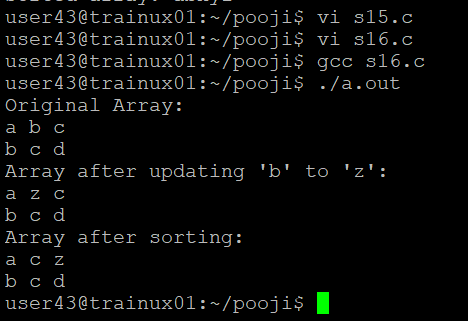 user43@trainux01:~/pooji$ vi s15.c
user43@trainux01:~/pooji$ vi s16.c
user43@trainux01:~/pooji$ gcc s16.c
user43@trainux01:~/pooji$ ./a.out
Original Array:
a b c
b c d
Array after updating 'b' to 'z':
a z c
b c d
Array after sorting:
a c z
b c d
user43@trainux01:~/pooji$